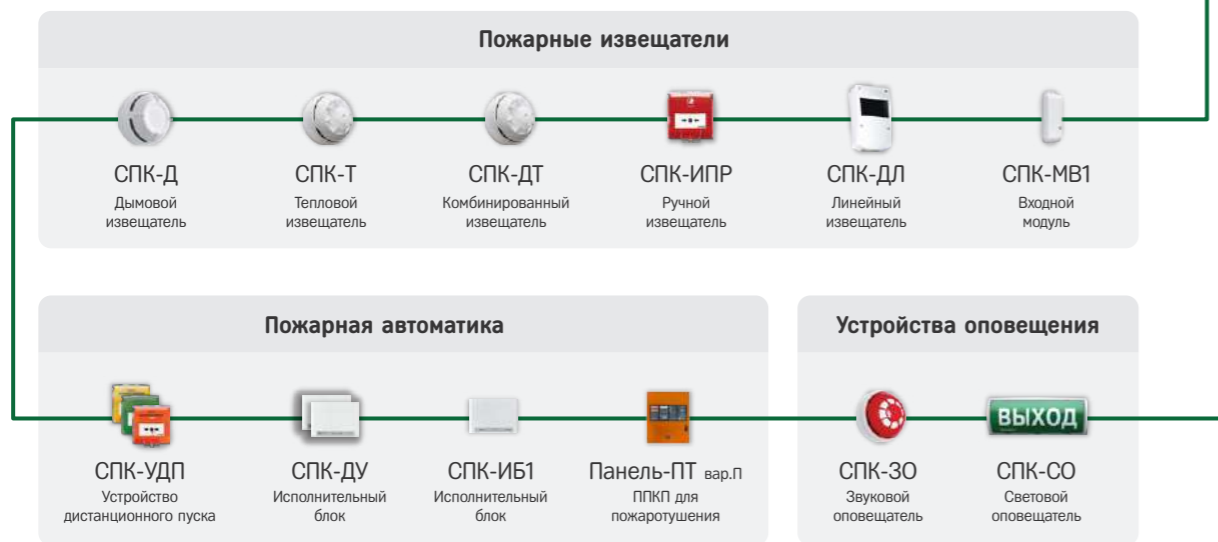 Пожарные извещатели
СПК-Д
Дымовой
извещатель
СПК-Т
Тепловой
извещатель
СПК-ДТ
Комбинированный
извещатель
СПК-ИПР
Ручной
извещатель
СПК-ДЛ
Линейный
извещатель
СПК-МВ1
Входной
модуль
Пожарная автоматика
СПК-УДП
Устройство
дистанционного пуска
СПК-ДУ
Исполнительный
блок
СПК-ИБ1
Исполнительный
блок
Панель-ПТ вар.П
ППКП для
пожаротушения
Устройства оповещения
СПК-ЗО
Звуковой
оповещатель
ВЫХОД
СПК-СО
Световой
оповещатель